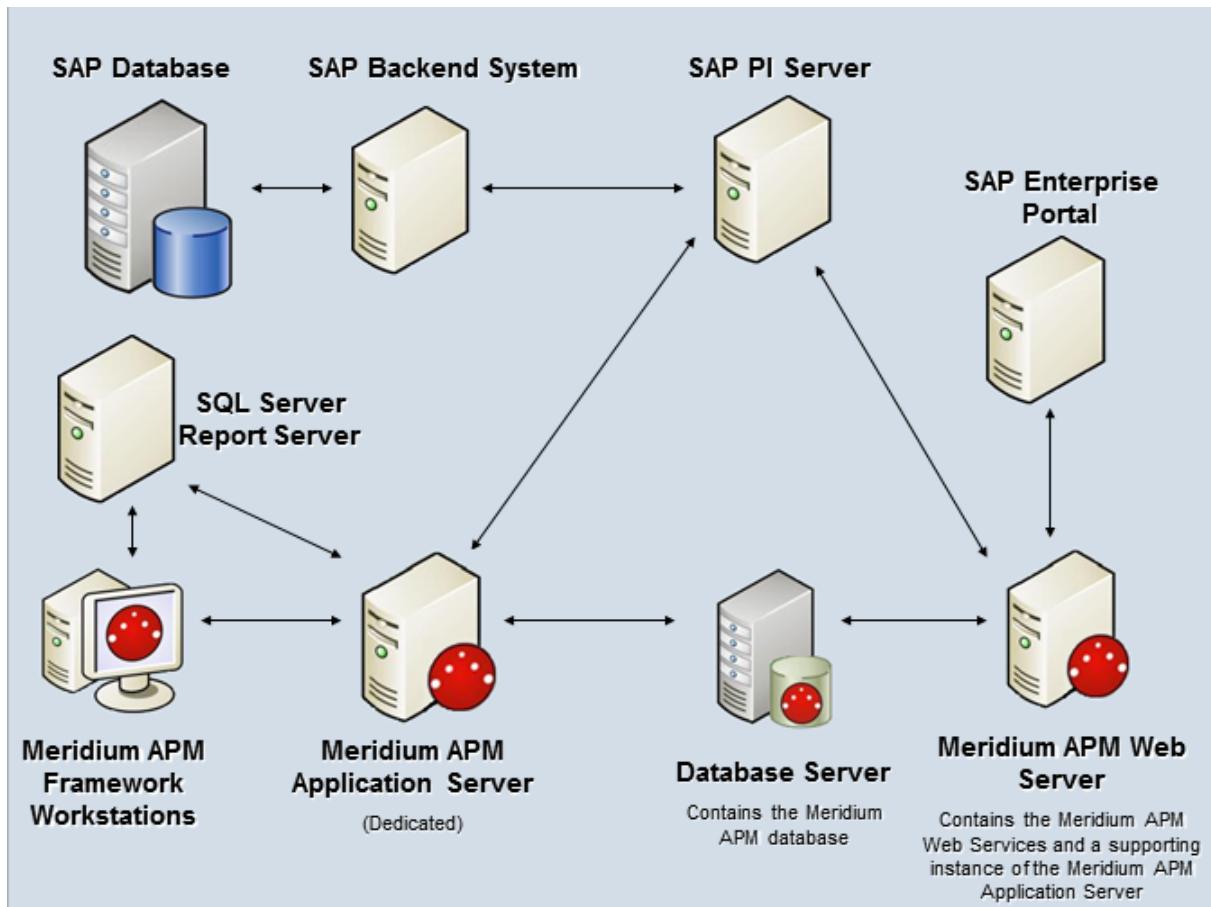 SAP Database
SAP Backend System
SAP PI Server
SAP Enterprise
Portal
SQL Server
Report Server
Meridium APM
Framework
Workstations
Meridium APM
Application Server
(Dedicated)
Database Server
Contains the Meridium
APM database
Meridium APM Web
Server
Contains the Meridium APM
Web Services and a supporting
instance of the Meridium APM
Application Server